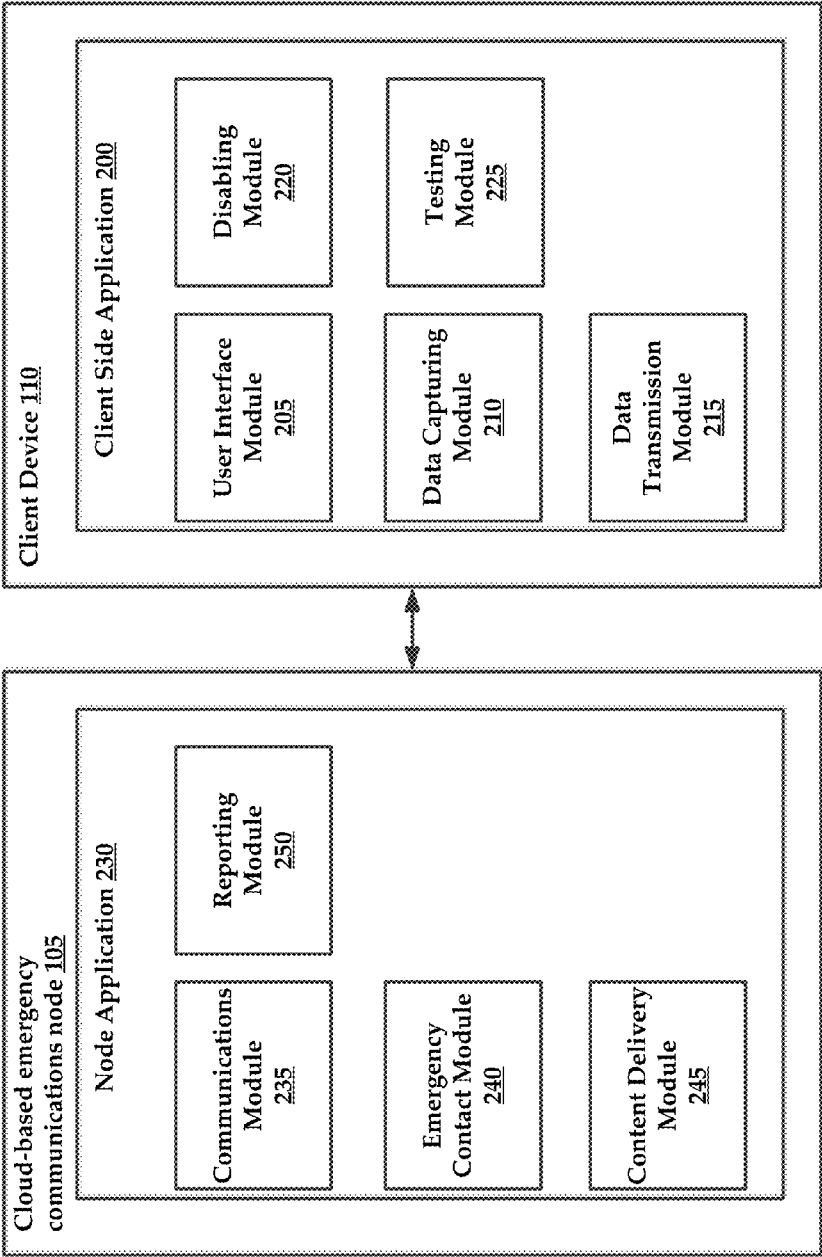 Cloud-based emergency
communications node 105
Node Application 230
Communications
Module
235
Reporting
Module
250
Emergency
Contact Module
240
Content Delivery
Module
245
Client Device 110
Client Side Application 200
User Interface
Module
205
Disabling
Module
220
Data Capturing
Module
210
Testing
Module
225
Data
Transmission
Module
215